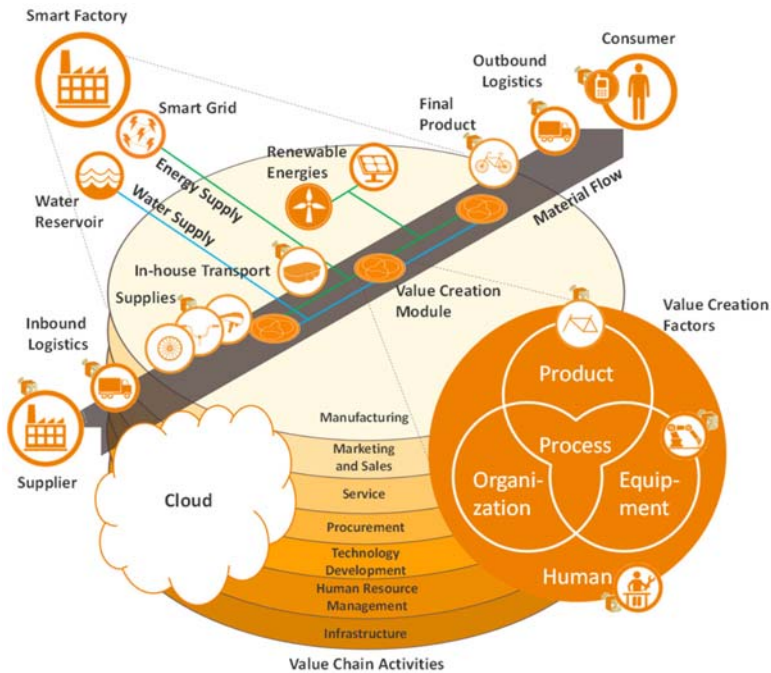 Smart Factory
Consumer
Outbound
Logistics
Final
Product
Smart Grid
Renewable
Energies
Energy Supply
Water
Reservoir
Water Supply
Material Flow
In-house Transport
Supplies
Value Creation
Module
Value Creation
Factors
Inbound
Logistics
Supplier
Cloud
Manufacturing
Marketing
and Sales
Service
Procurement
Technology
Development
Human Resource
Management
Infrastructure
Value Chain Activities
Product
Process
Organi-
zation
Equip-
ment
Human